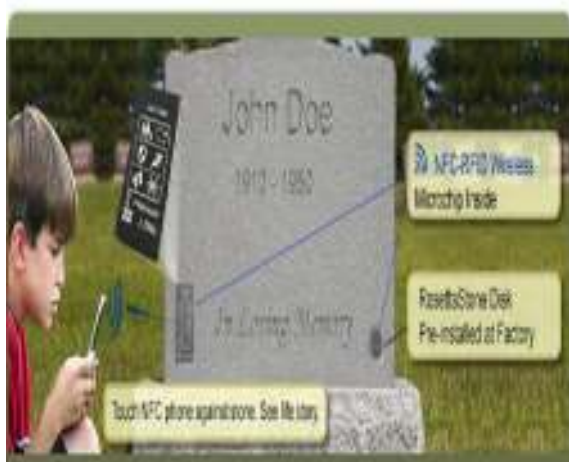 John Doe
In Loving Memory
NFC-RFID Wireless
Microchip Inside
RosettaStone Disk
Pre-installed at Factory
Touch NFC phone against stone. See life story.